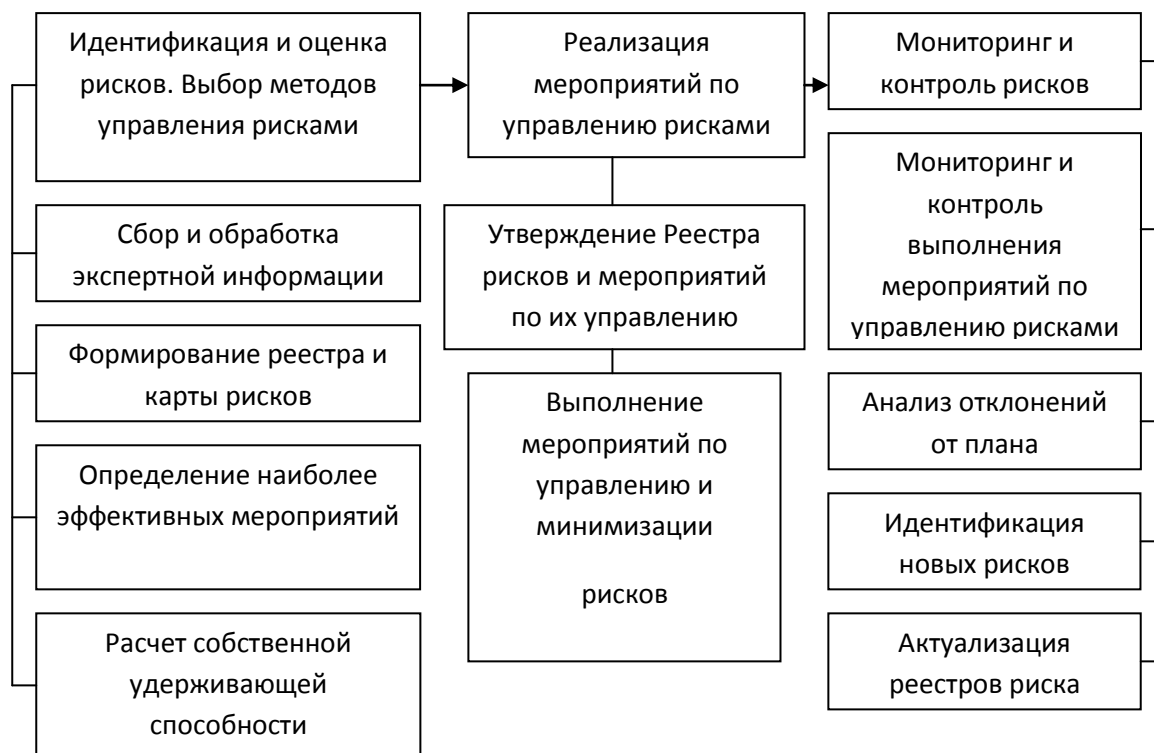 Идентификация и оценка
рисков. Выбор методов
управления рисками
Сбор и обработка
экспертной информации
Формирование реестра и
карты рисков
Определение наиболее
эффективных мероприятий
Расчет собственной
удерживающей
способности
Реализация
мероприятий по
управлению рисками
Утверждение Реестра
рисков и мероприятий
по их управлению
Выполнение
мероприятий по
управлению и
минимизации
рисков
Мониторинг и
контроль рисков
Мониторинг и
контроль
выполнения
мероприятий по
управлению рисками
Анализ отклонений
от плана
Идентификация
новых рисков
Актуализация
реестров риска